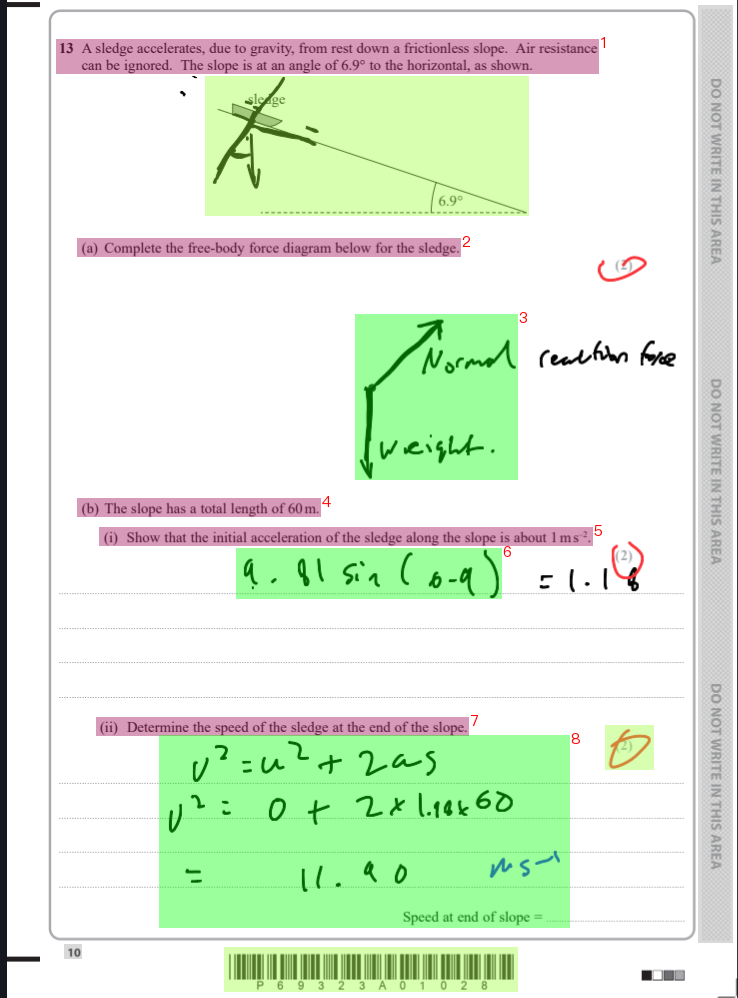 13 A sledge accelerates, due to gravity, from rest down a frictionless slope. Air resistance 1
can be ignored. The slope is at an angle of 6.9° to the horizontal, as shown.
sledge
6.9°
(a) Complete the free-body force diagram below for the sledge. 2
(2)
3
Normal reaction force
Weight.
(b) The slope has a total length of 60 m. 4
(i) Show that the initial acceleration of the sledge along the slope is about 1 m s⁻². 5
(2)
6
9.81 sin (6.9) = 1.18
(ii) Determine the speed of the sledge at the end of the slope. 7
(2)
8
v² = u² + 2as
v² = 0 + 2 × 1.18 × 60
= 11.90 ms⁻¹
Speed at end of slope =
10
P 6 9 3 2 3 A 0 1 0 2 8
DO NOT WRITE IN THIS AREA
DO NOT WRITE IN THIS AREA
DO NOT WRITE IN THIS AREA